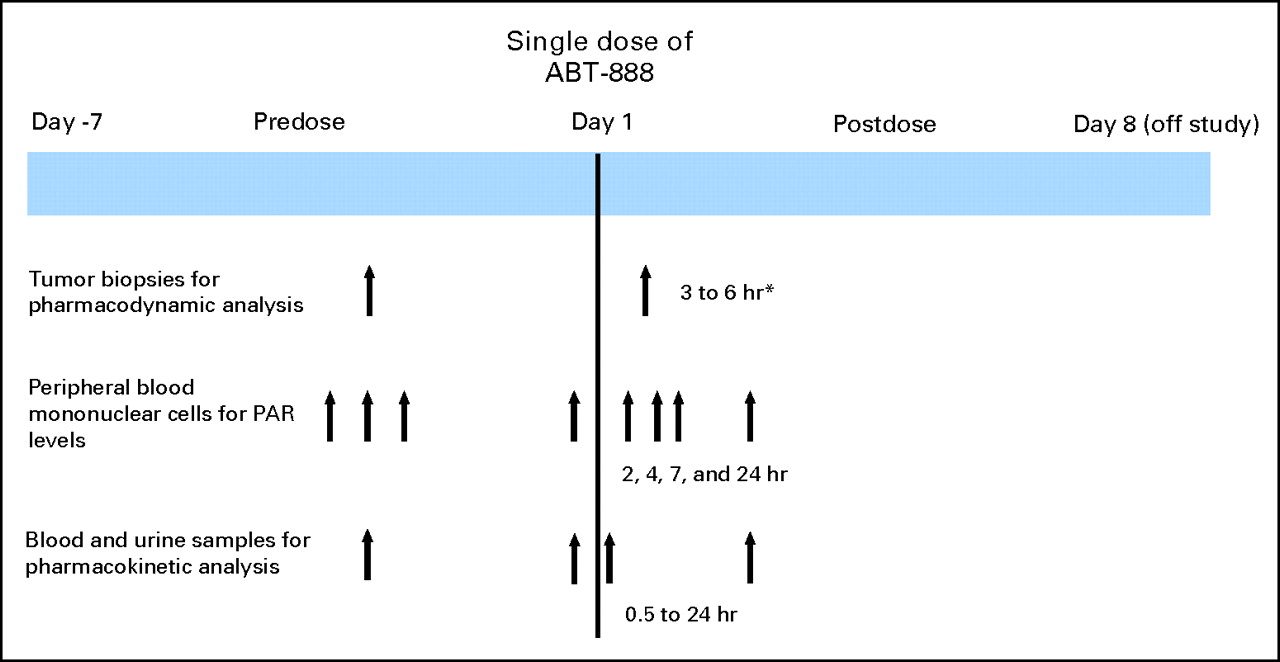 Single dose of
ABT-888
Day -7
Predose
Day 1
Postdose
Day 8 (off study)
Tumor biopsies for
pharmacodynamic analysis
3 to 6 hr*
Peripheral blood
mononuclear cells for PAR
levels
2, 4, 7, and 24 hr
Blood and urine samples for
pharmacokinetic analysis
0.5 to 24 hr